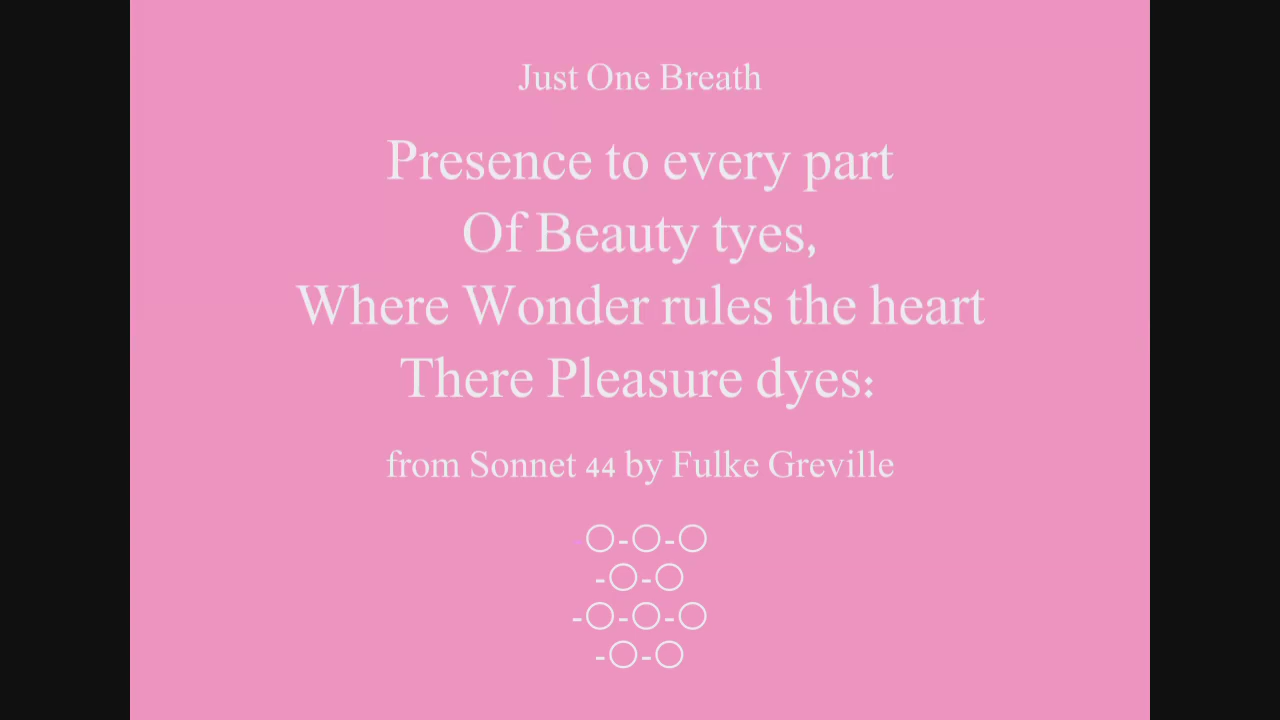 Just One Breath
Presence to every part
Of Beauty tyes,
Where Wonder rules the heart
There Pleasure dyes:
from Sonnet 44 by Fulke Greville
-○-○-○
-○-○
-○-○-○
-○-○